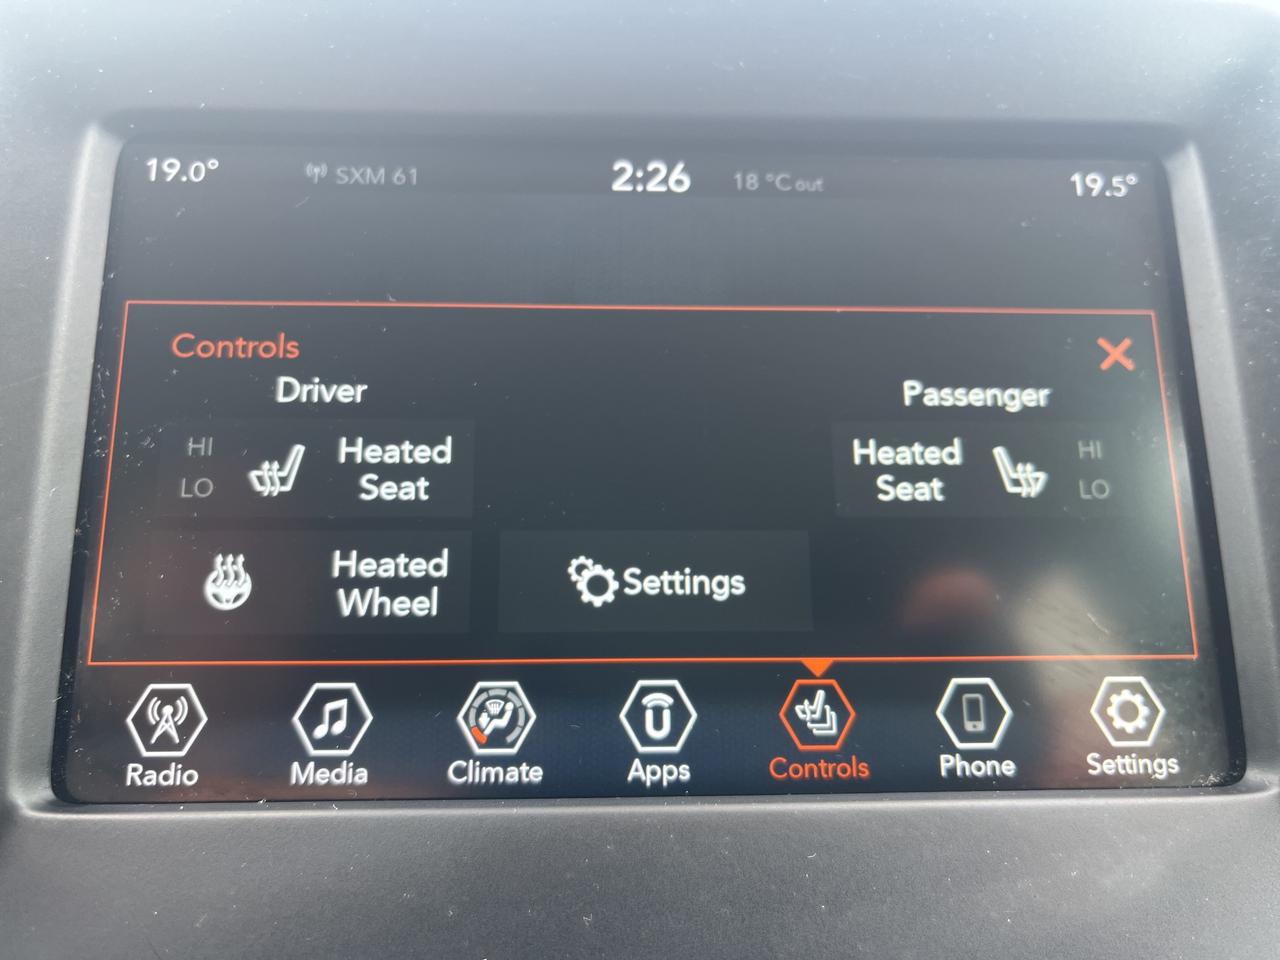 19.0° SXM 61 2:26 18 °C out 19.5°
Controls
Driver Passenger
HI Heated Heated HI
LO Seat Seat LO
Heated
Wheel
Settings
Radio Media Climate Apps Controls Phone Settings